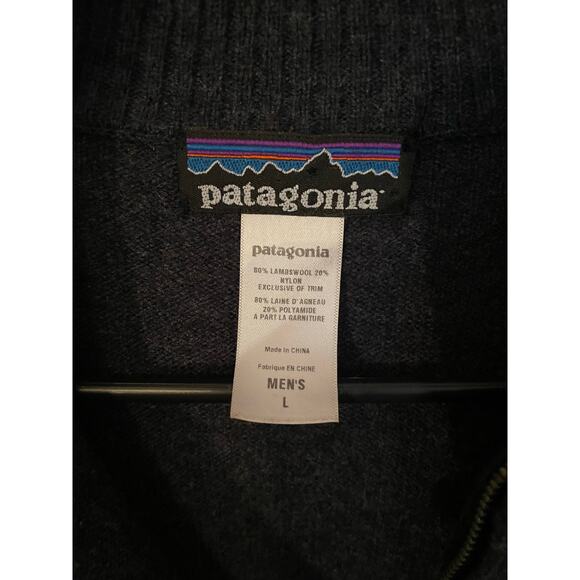 patagonia
patagonia
80% LAMBSWOOL 20%
NYLON
EXCLUSIVE OF TRIM
80% LAINE D'AGNEAU
20% POLYAMIDE
A PART LA GARNITURE
Made in CHINA
Fabrique EN CHINE
MEN'S
L